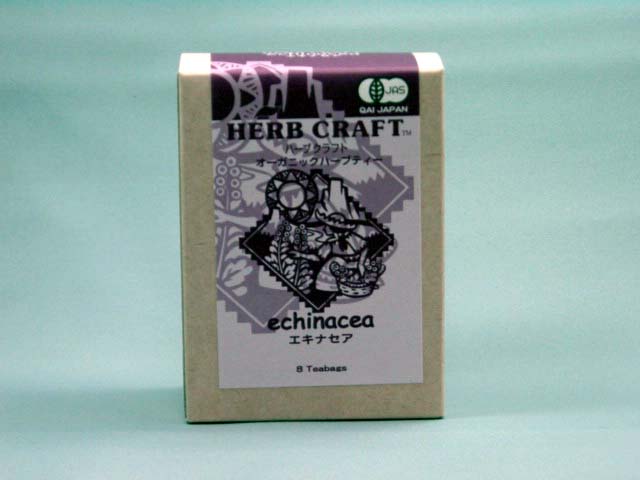 JAS
QAI JAPAN
HERB CRAFT™
ハーブクラフト
オーガニックハーブティー
echinacea
エキナセア
8 Teabags